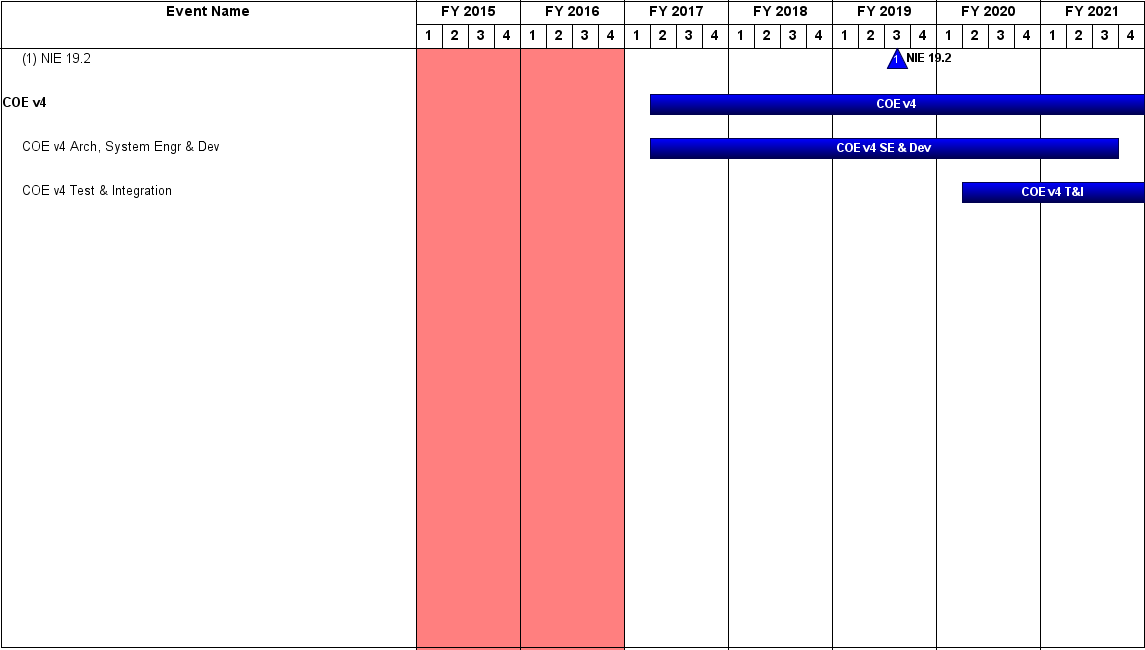 Event Name FY 2015 FY 2016 FY 2017 FY 2018 FY 2019 FY 2020 FY 2021
1 2 3 4 1 2 3 4 1 2 3 4 1 2 3 4 1 2 3 4 1 2 3 4 1 2 3 4
(1) NIE 19.2 1 NIE 19.2
COE v4 COE v4
COE v4 Arch, System Engr & Dev COE v4 SE & Dev
COE v4 Test & Integration COE v4 T&I